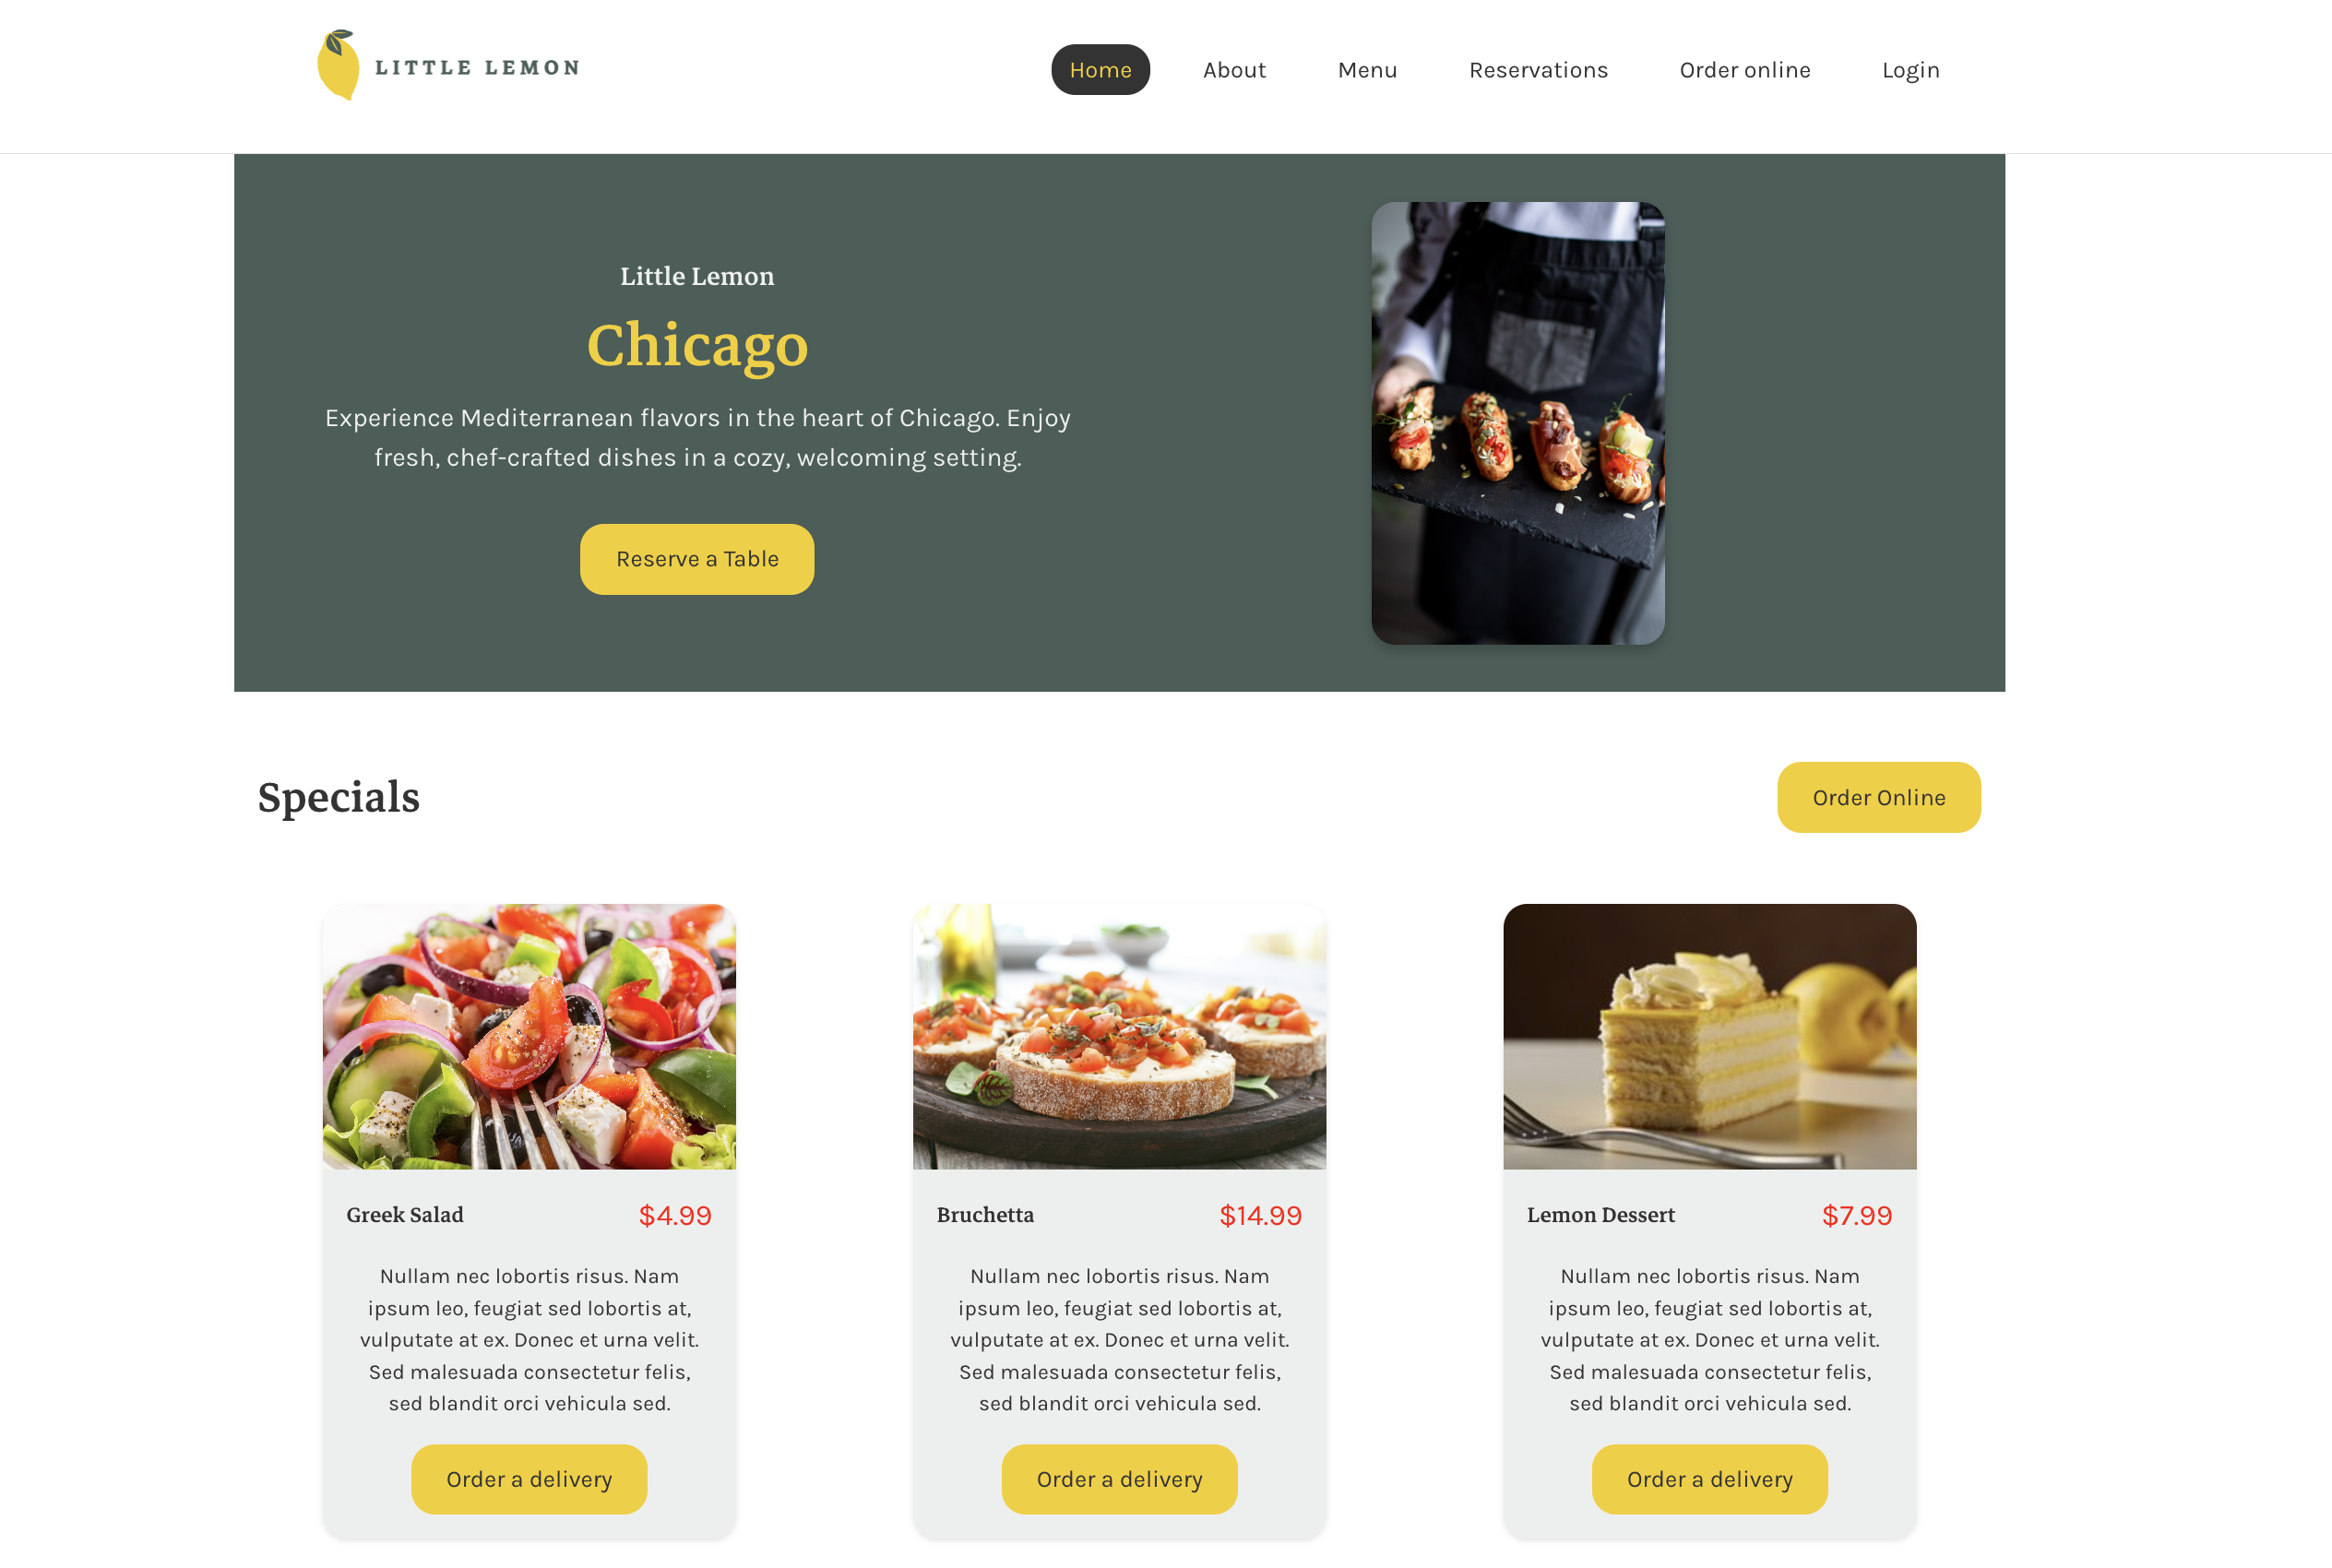 LITTLE LEMON
Home
About
Menu
Reservations
Order online
Login
Little Lemon
Chicago
Experience Mediterranean flavors in the heart of Chicago. Enjoy
fresh, chef-crafted dishes in a cozy, welcoming setting.
Reserve a Table
Specials
Order Online
Greek Salad
$4.99
Nullam nec lobortis risus. Nam
ipsum leo, feugiat sed lobortis at,
vulputate at ex. Donec et urna velit.
Sed malesuada consectetur felis,
sed blandit orci vehicula sed.
Order a delivery
Bruchetta
$14.99
Nullam nec lobortis risus. Nam
ipsum leo, feugiat sed lobortis at,
vulputate at ex. Donec et urna velit.
Sed malesuada consectetur felis,
sed blandit orci vehicula sed.
Order a delivery
Lemon Dessert
$7.99
Nullam nec lobortis risus. Nam
ipsum leo, feugiat sed lobortis at,
vulputate at ex. Donec et urna velit.
Sed malesuada consectetur felis,
sed blandit orci vehicula sed.
Order a delivery